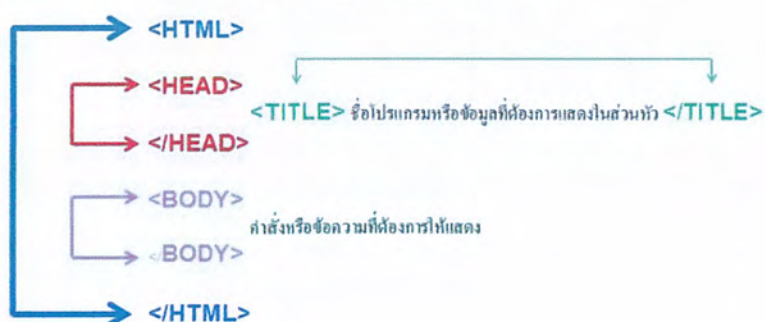 <HTML>
<HEAD>
<TITLE> ชื่อโปรแกรมหรือข้อมูลที่ต้องการแสดงในส่วนหัว </TITLE>
</HEAD>
<BODY>
คำสั่งหรือข้อความที่ต้องการให้แสดง
</BODY>
</HTML>